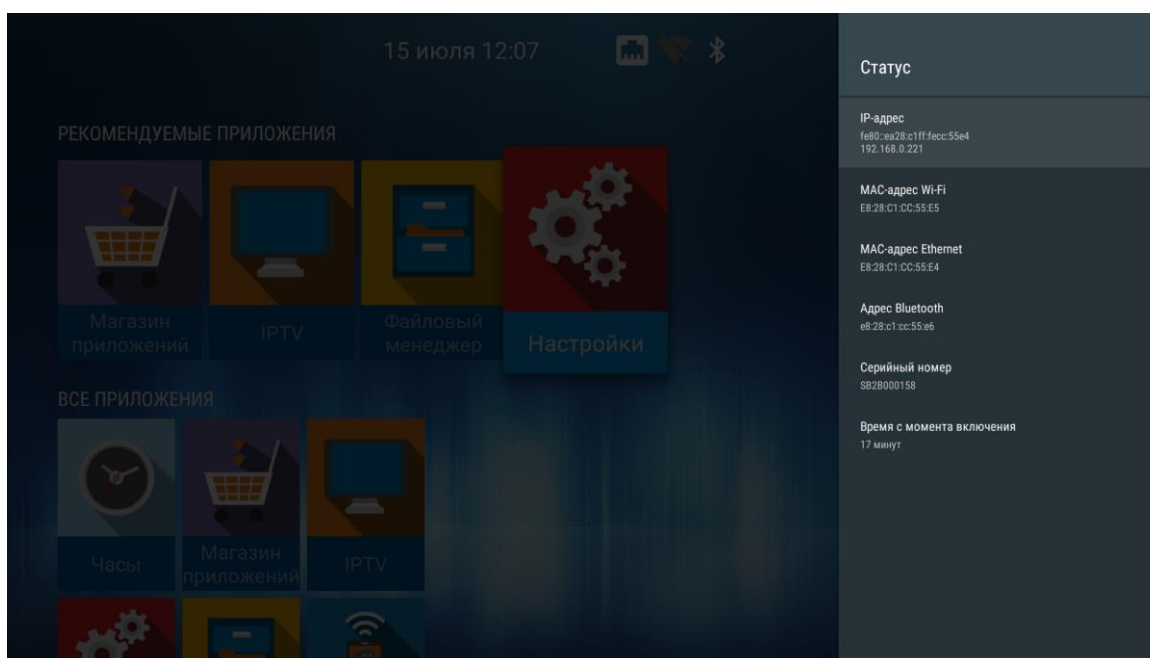 15 июля 12:07
РЕКОМЕНДУЕМЫЕ ПРИЛОЖЕНИЯ
Магазин
приложений
IPTV
Файловый
менеджер
Настройки
ВСЕ ПРИЛОЖЕНИЯ
Часы
Магазин
приложений
IPTV
Статус
IP-адрес
fe80::ea28:c1ff:fecc:55e4
192.168.0.221
MAC-адрес Wi-Fi
E8:28:C1:CC:55:E5
MAC-адрес Ethernet
E8:28:C1:CC:55:E4
Адрес Bluetooth
e8:28:c1:cc:55:e6
Серийный номер
SB2B000158
Время с момента включения
17 минут